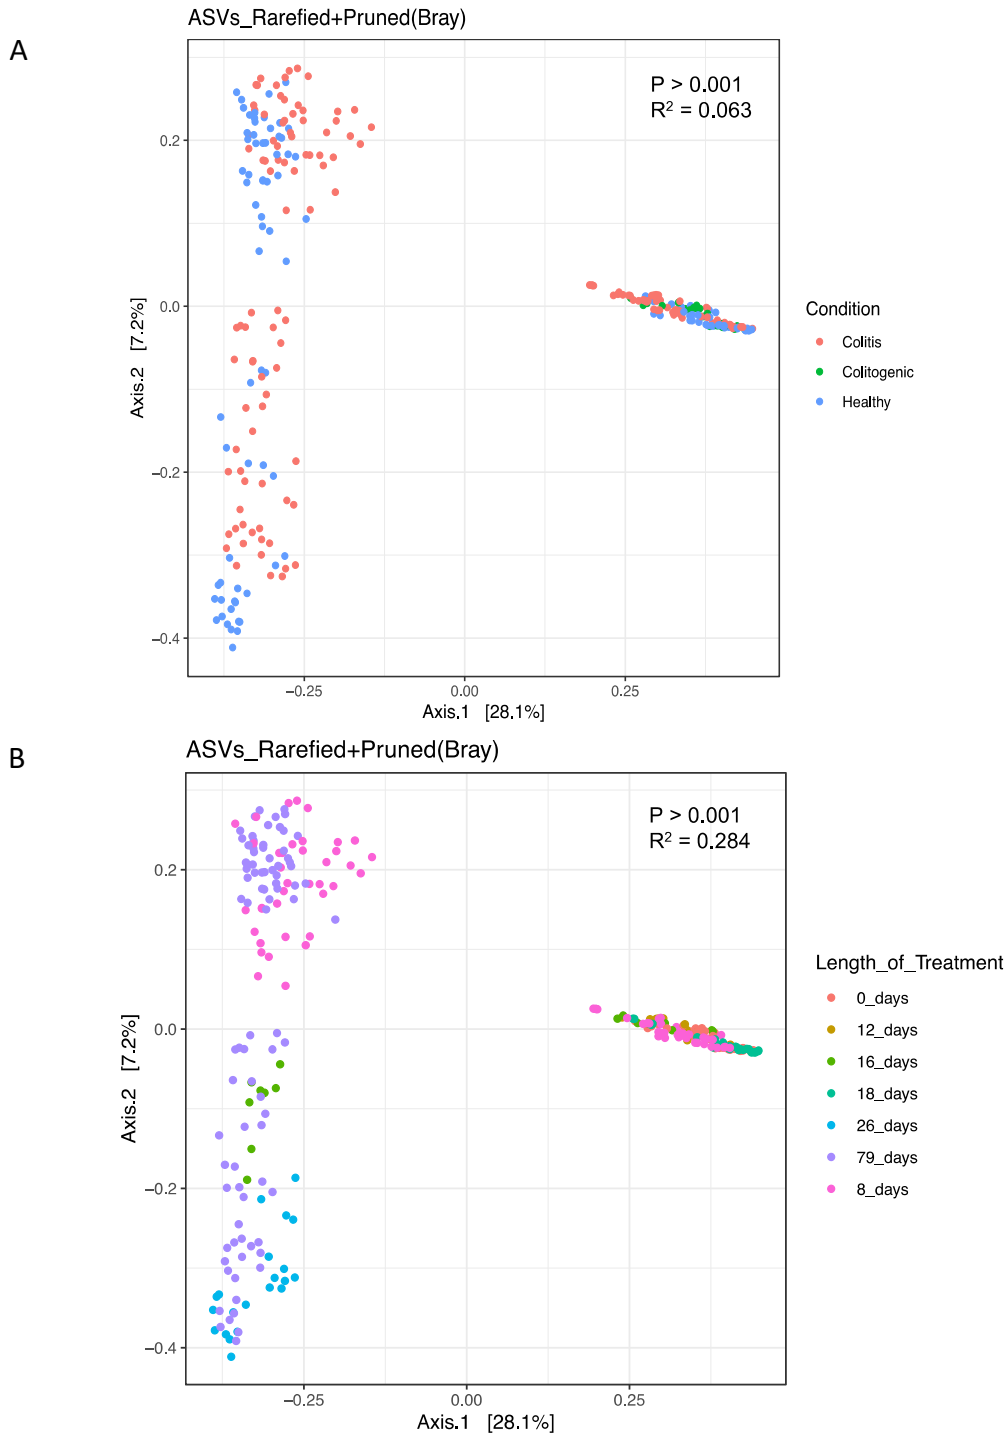 A
ASVs_Rarefied+Pruned(Bray)
P > 0.001
R² = 0.063
0.2
0.0
−0.2
−0.4
Axis.2 [7.2%]
−0.25
0.00
0.25
Axis.1 [28.1%]
Condition
Colitis
Colitogenic
Healthy
B
ASVs_Rarefied+Pruned(Bray)
P > 0.001
R² = 0.284
0.2
0.0
−0.2
−0.4
Axis.2 [7.2%]
−0.25
0.00
0.25
Axis.1 [28.1%]
Length_of_Treatment
0_days
12_days
16_days
18_days
26_days
79_days
8_days